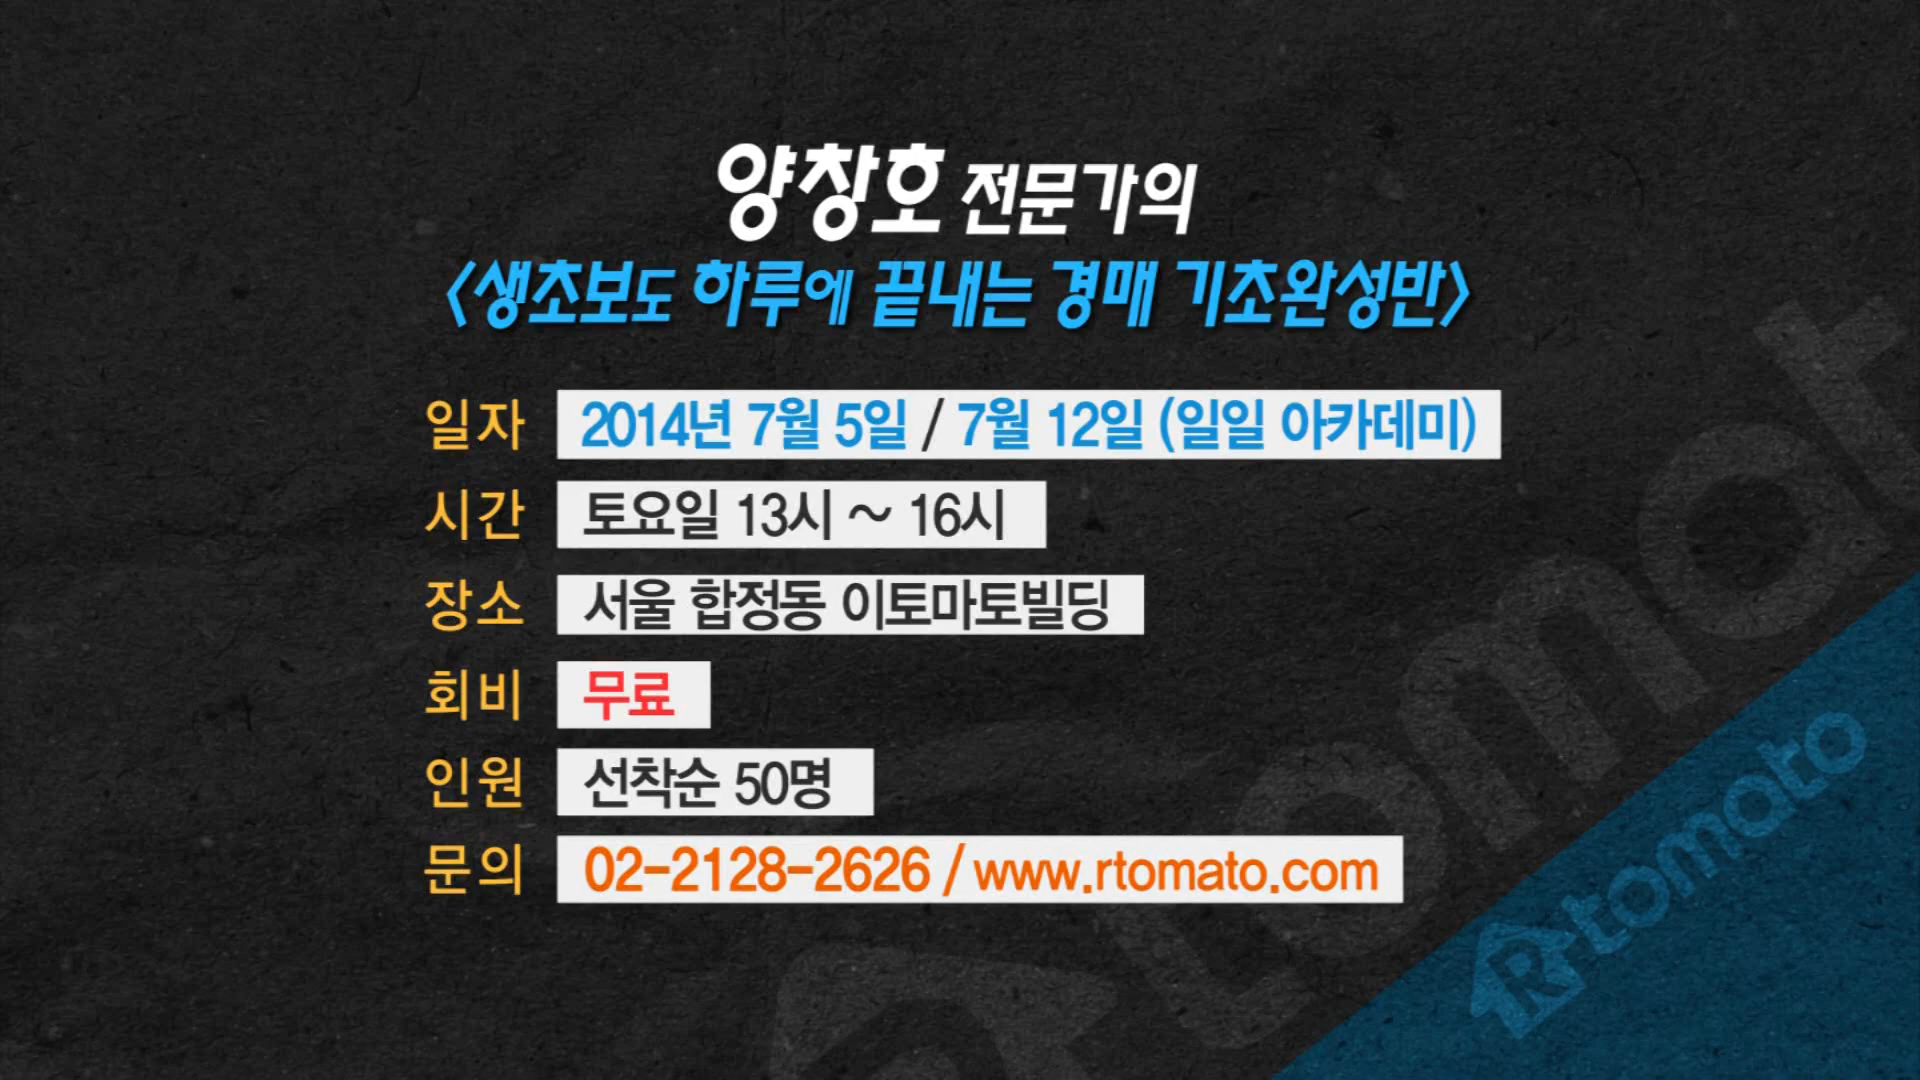 양창호 전문가의
<생초보도 하루에 끝내는 경매 기초완성반>
일자 2014년 7월 5일 / 7월 12일 (일일 아카데미)
시간 토요일 13시 ~ 16시
장소 서울 합정동 이토마토빌딩
회비 무료
인원 선착순 50명
문의 02-2128-2626 / www.rtomato.com
Rtomato
Rtomato